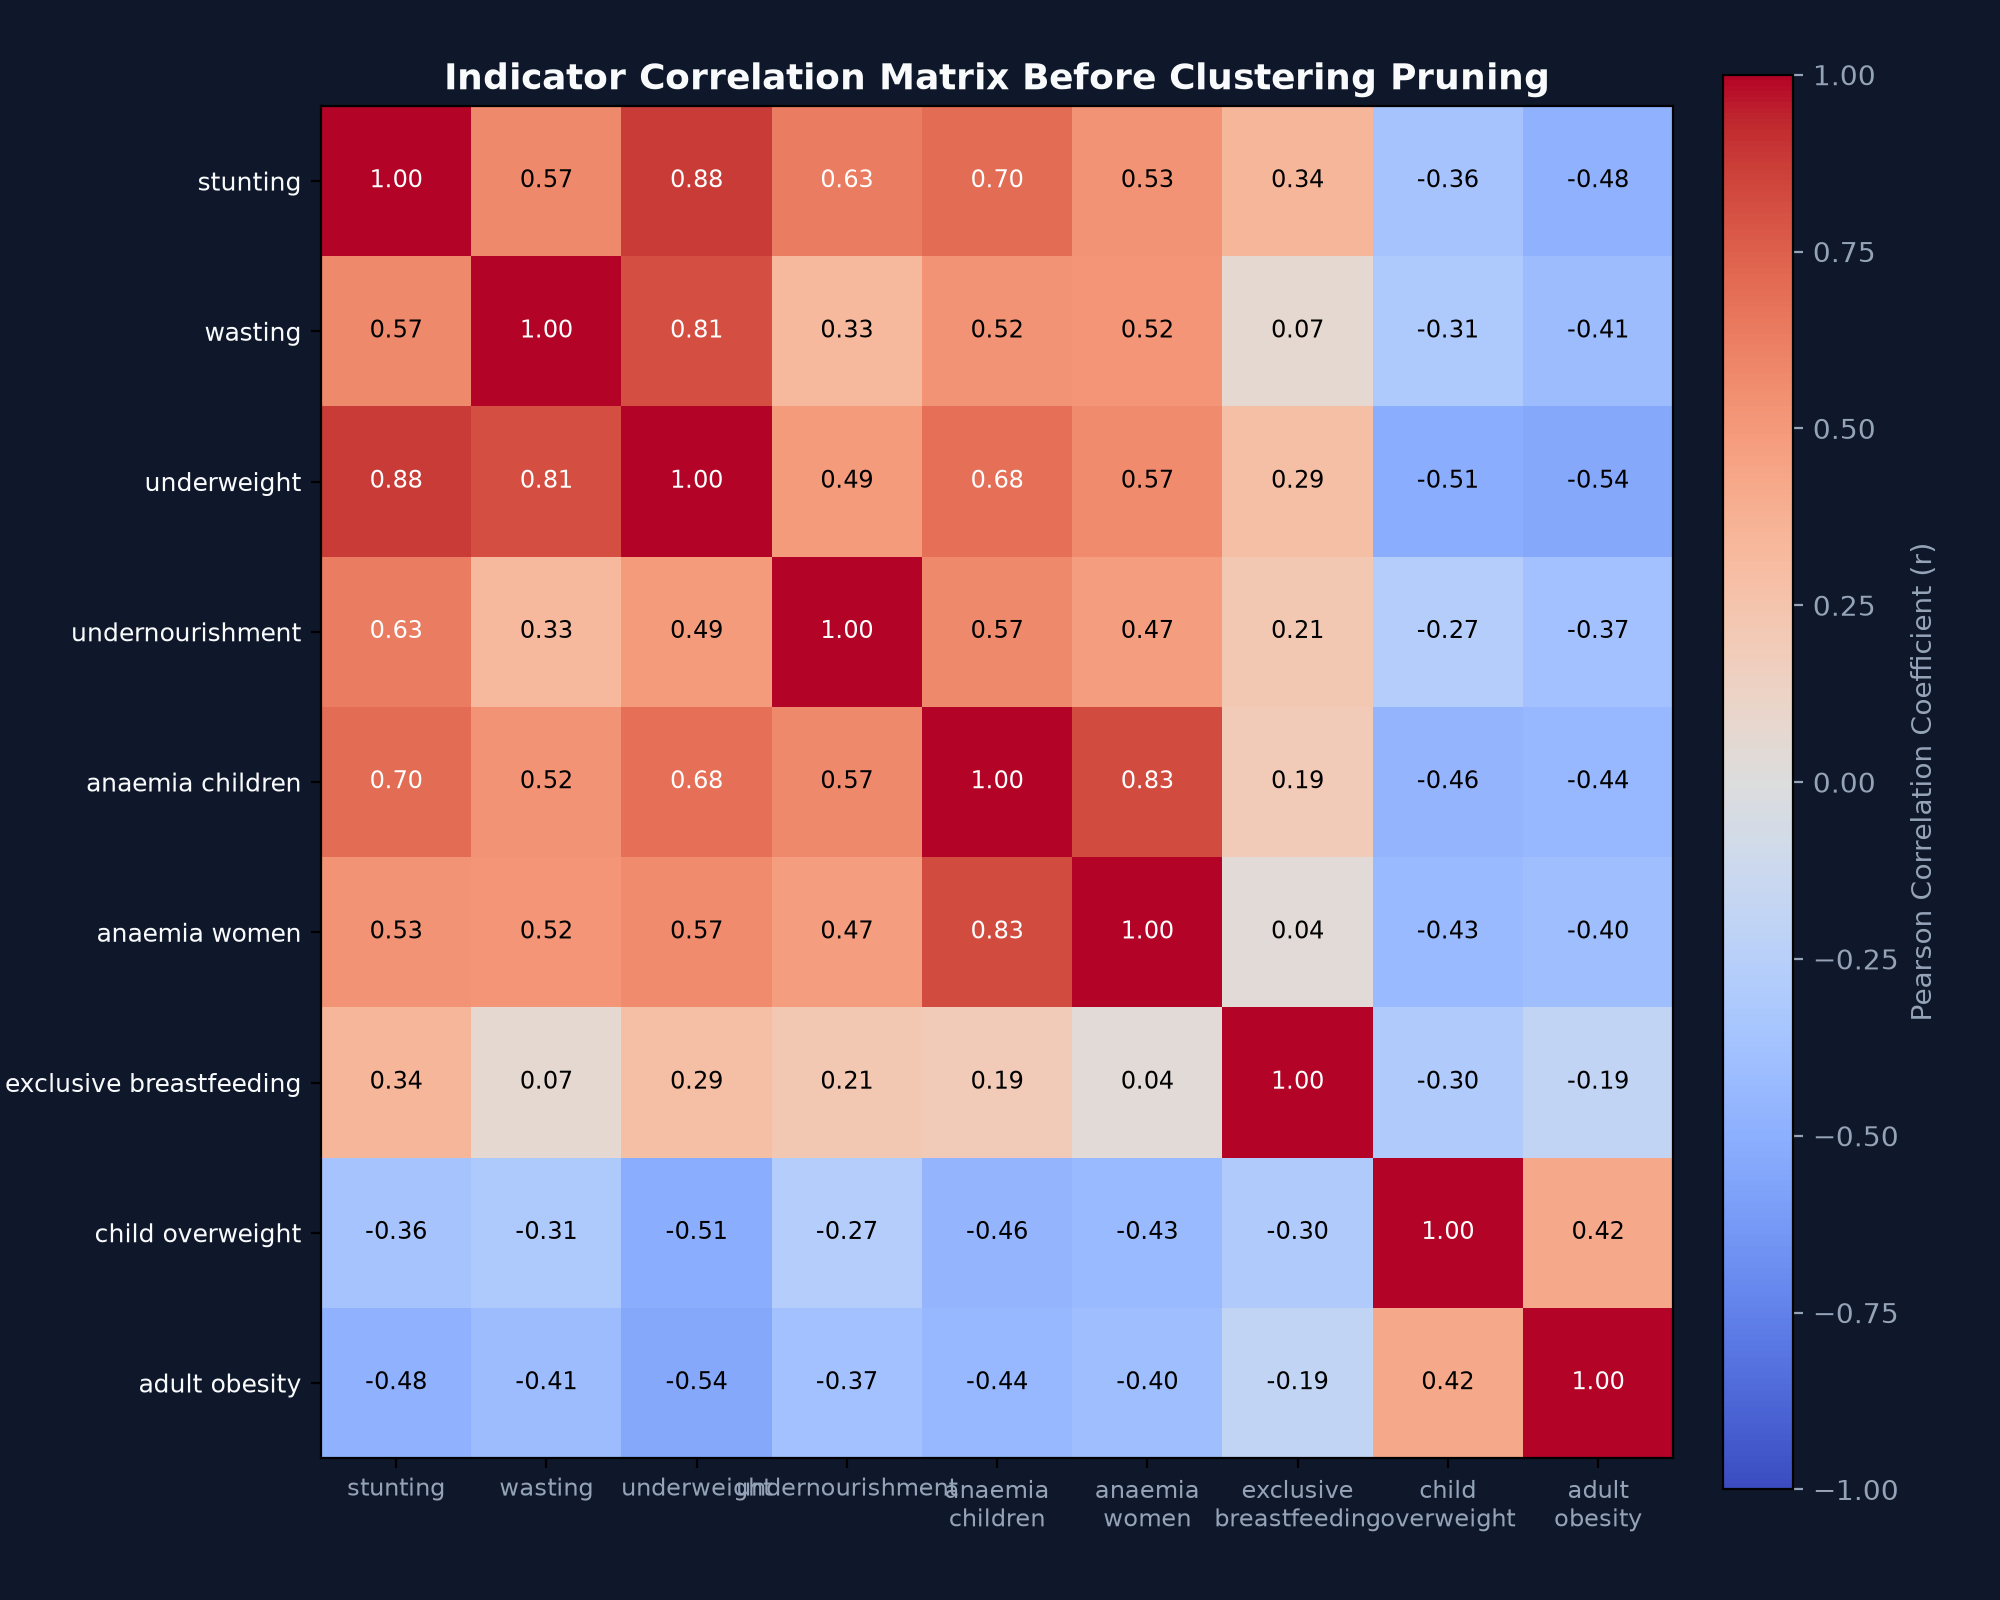 Indicator Correlation Matrix Before Clustering Pruning
stunting 1.00 0.57 0.88 0.63 0.70 0.53 0.34 -0.36 -0.48
wasting 0.57 1.00 0.81 0.33 0.52 0.52 0.07 -0.31 -0.41
underweight 0.88 0.81 1.00 0.49 0.68 0.57 0.29 -0.51 -0.54
undernourishment 0.63 0.33 0.49 1.00 0.57 0.47 0.21 -0.27 -0.37
anaemia children 0.70 0.52 0.68 0.57 1.00 0.83 0.19 -0.46 -0.44
anaemia women 0.53 0.52 0.57 0.47 0.83 1.00 0.04 -0.43 -0.40
exclusive breastfeeding 0.34 0.07 0.29 0.21 0.19 0.04 1.00 -0.30 -0.19
child overweight -0.36 -0.31 -0.51 -0.27 -0.46 -0.43 -0.30 1.00 0.42
adult obesity -0.48 -0.41 -0.54 -0.37 -0.44 -0.40 -0.19 0.42 1.00
stunting
wasting
underweight
undernourishment
anaemia
children
anaemia
women
exclusive
breastfeeding
child
overweight
adult
obesity
1.00
0.75
0.50
0.25
0.00
−0.25
−0.50
−0.75
−1.00
Pearson Correlation Coefficient (r)